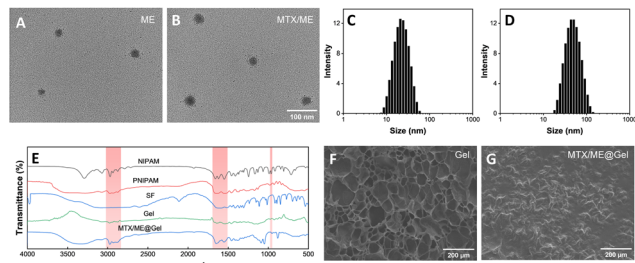 A
ME
B
MTX/ME
100 nm
C
Intensity
12
8
4
0
1
10
100
1000
Size (nm)
D
Intensity
12
8
4
0
1
10
100
1000
Size (nm)
E
Transmittance (%)
NIPAM
PNIPAM
SF
Gel
MTX/ME@Gel
4000
3500
3000
2500
2000
1500
1000
500
F
Gel
200 μm
G
MTX/ME@Gel
200 μm